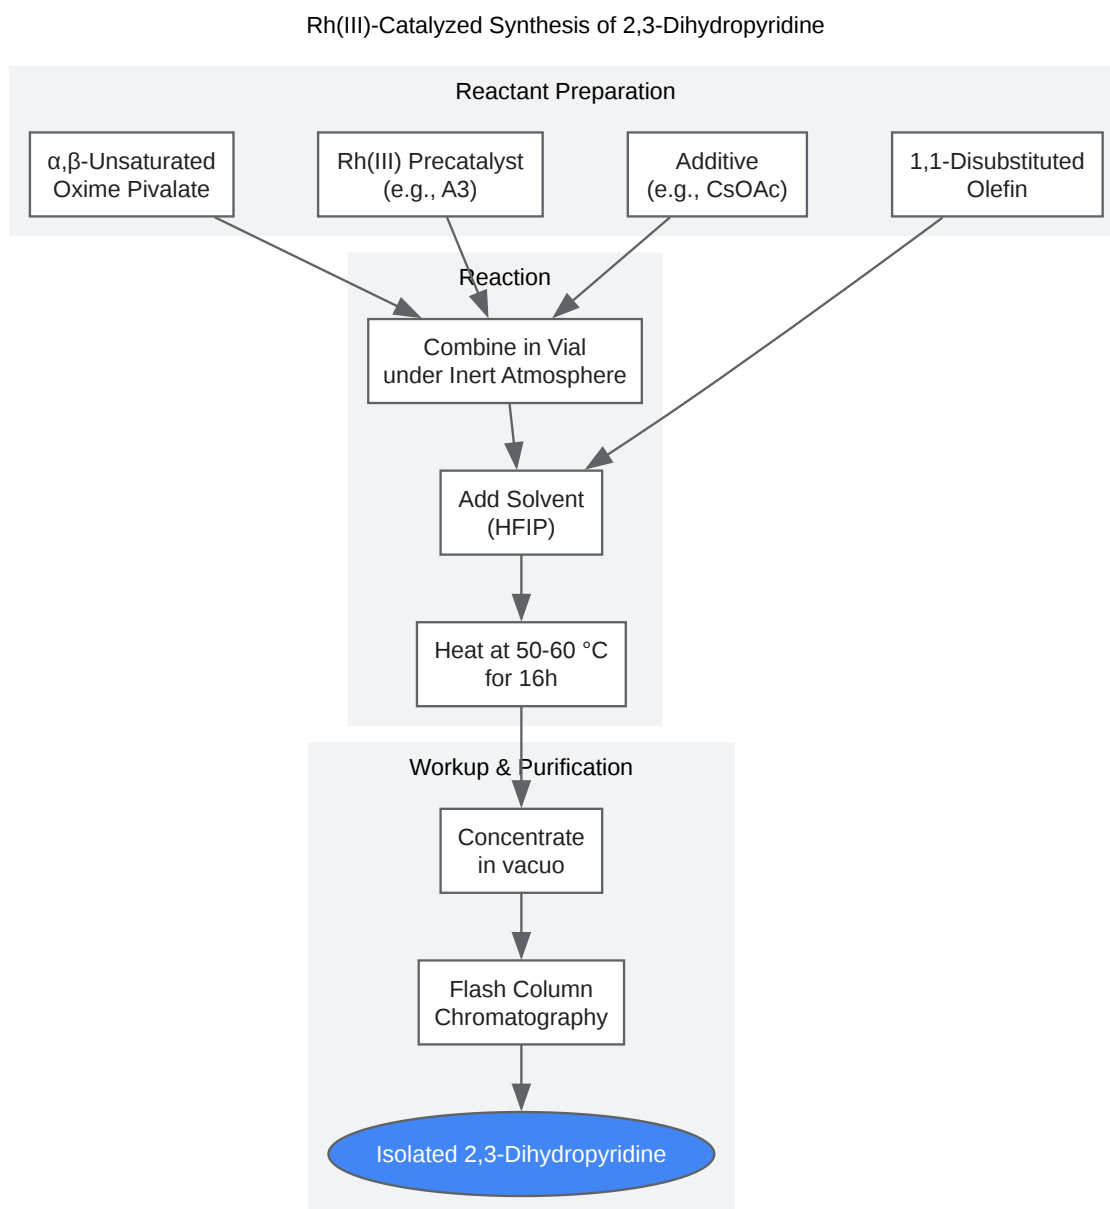 Rh(III)-Catalyzed Synthesis of 2,3-Dihydropyridine
Reactant Preparation
α,β-Unsaturated
Oxime Pivalate
Rh(III) Precatalyst
(e.g., A3)
Additive
(e.g., CsOAc)
1,1-Disubstituted
Olefin
Reaction
Combine in Vial
under Inert Atmosphere
Add Solvent
(HFIP)
Heat at 50-60 °C
for 16h
Workup & Purification
Concentrate
in vacuo
Flash Column
Chromatography
Isolated 2,3-Dihydropyridine